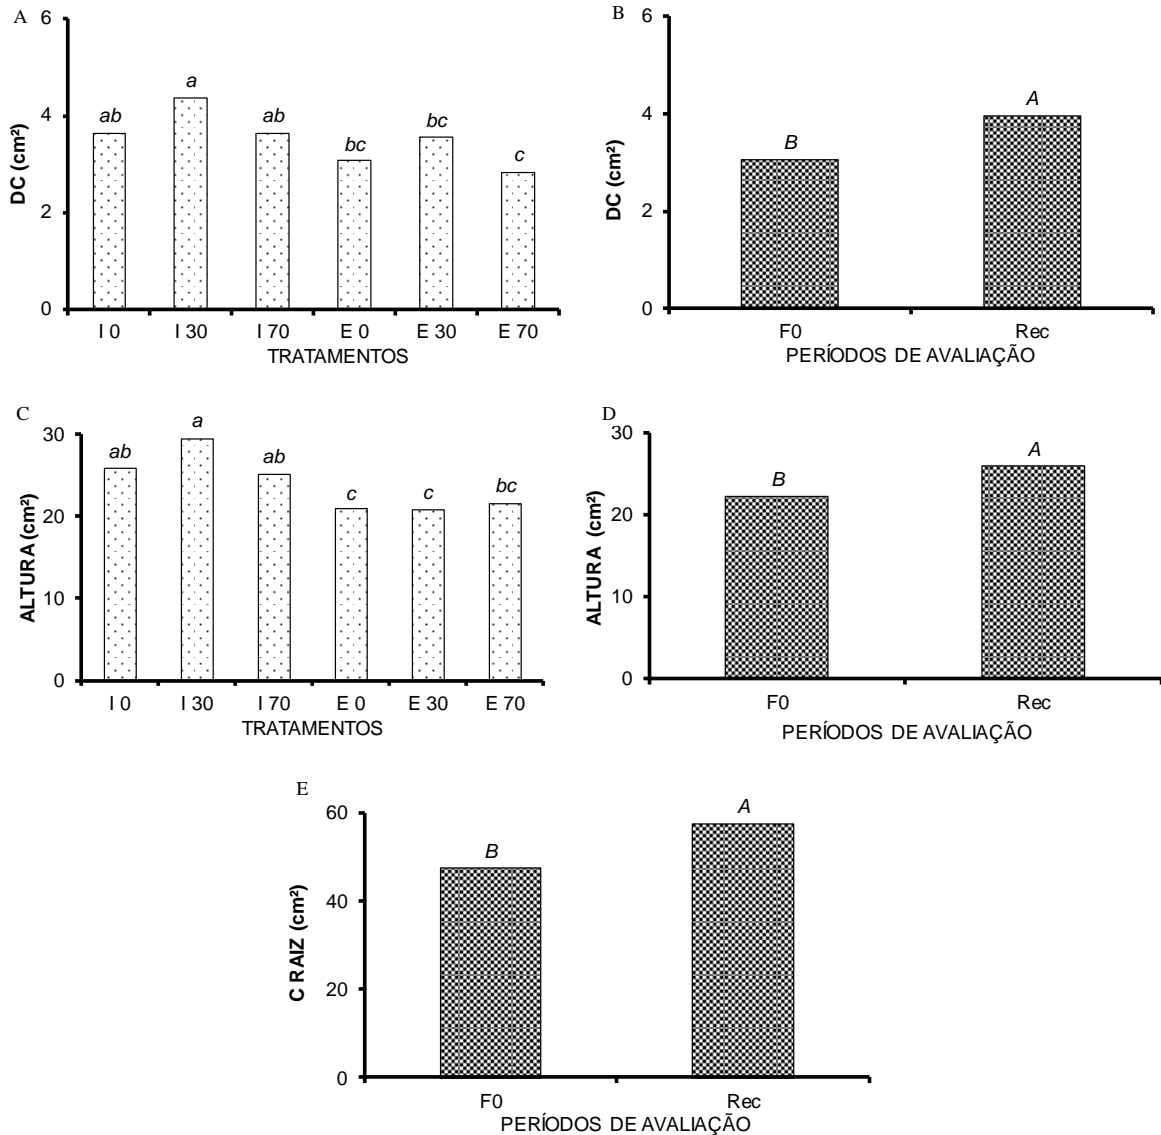 A
DC (cm²)
6
4
2
0
ab
a
ab
bc
bc
c
I 0 I 30 I 70 E 0 E 30 E 70
TRATAMENTOS
B
DC (cm²)
6
4
2
0
B
A
F0 Rec
PERÍODOS DE AVALIAÇÃO
C
ALTURA (cm²)
30
20
10
0
ab
a
ab
c
c
bc
I 0 I 30 I 70 E 0 E 30 E 70
TRATAMENTOS
D
ALTURA (cm²)
30
20
10
0
B
A
F0 Rec
PERÍODOS DE AVALIAÇÃO
E
C RAIZ (cm²)
60
40
20
0
B
A
F0 Rec
PERÍODOS DE AVALIAÇÃO